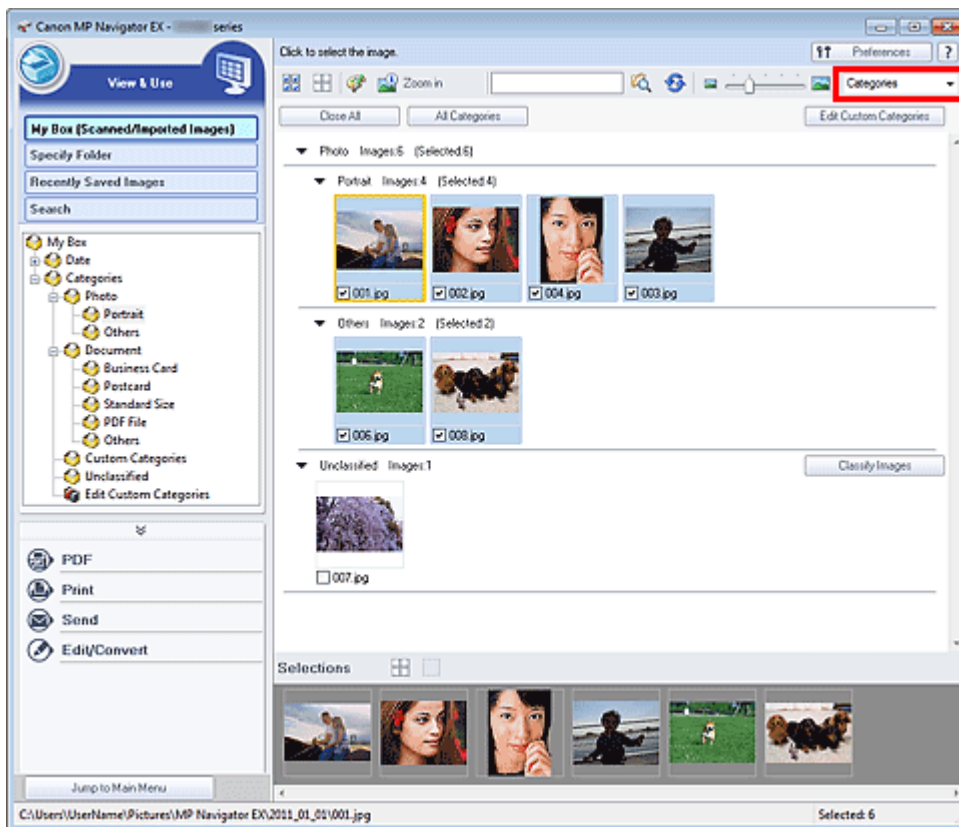 Canon MP Navigator EX - series
View & Use
My Box (Scanned/Imported Images)
Specify Folder
Recently Saved Images
Search
My Box
Date
Categories
Photo
Portrait
Others
Document
Business Card
Postcard
Standard Size
PDF File
Others
Custom Categories
Unclassified
Edit Custom Categories
PDF
Print
Send
Edit/Convert
Jump to Main Menu
Click to select the image.
Preferences
?
Zoom in
Categories
Close All
All Categories
Edit Custom Categories
Photo Images:6 (Selected:6)
Portrait Images:4 (Selected:4)
001.jpg
002.jpg
004.jpg
003.jpg
Others Images:2 (Selected:2)
006.jpg
008.jpg
Unclassified Images:1
Classify Images
007.jpg
Selections
C:\Users\UserName\Pictures\MP Navigator EX\2011_01_01\001.jpg
Selected: 6